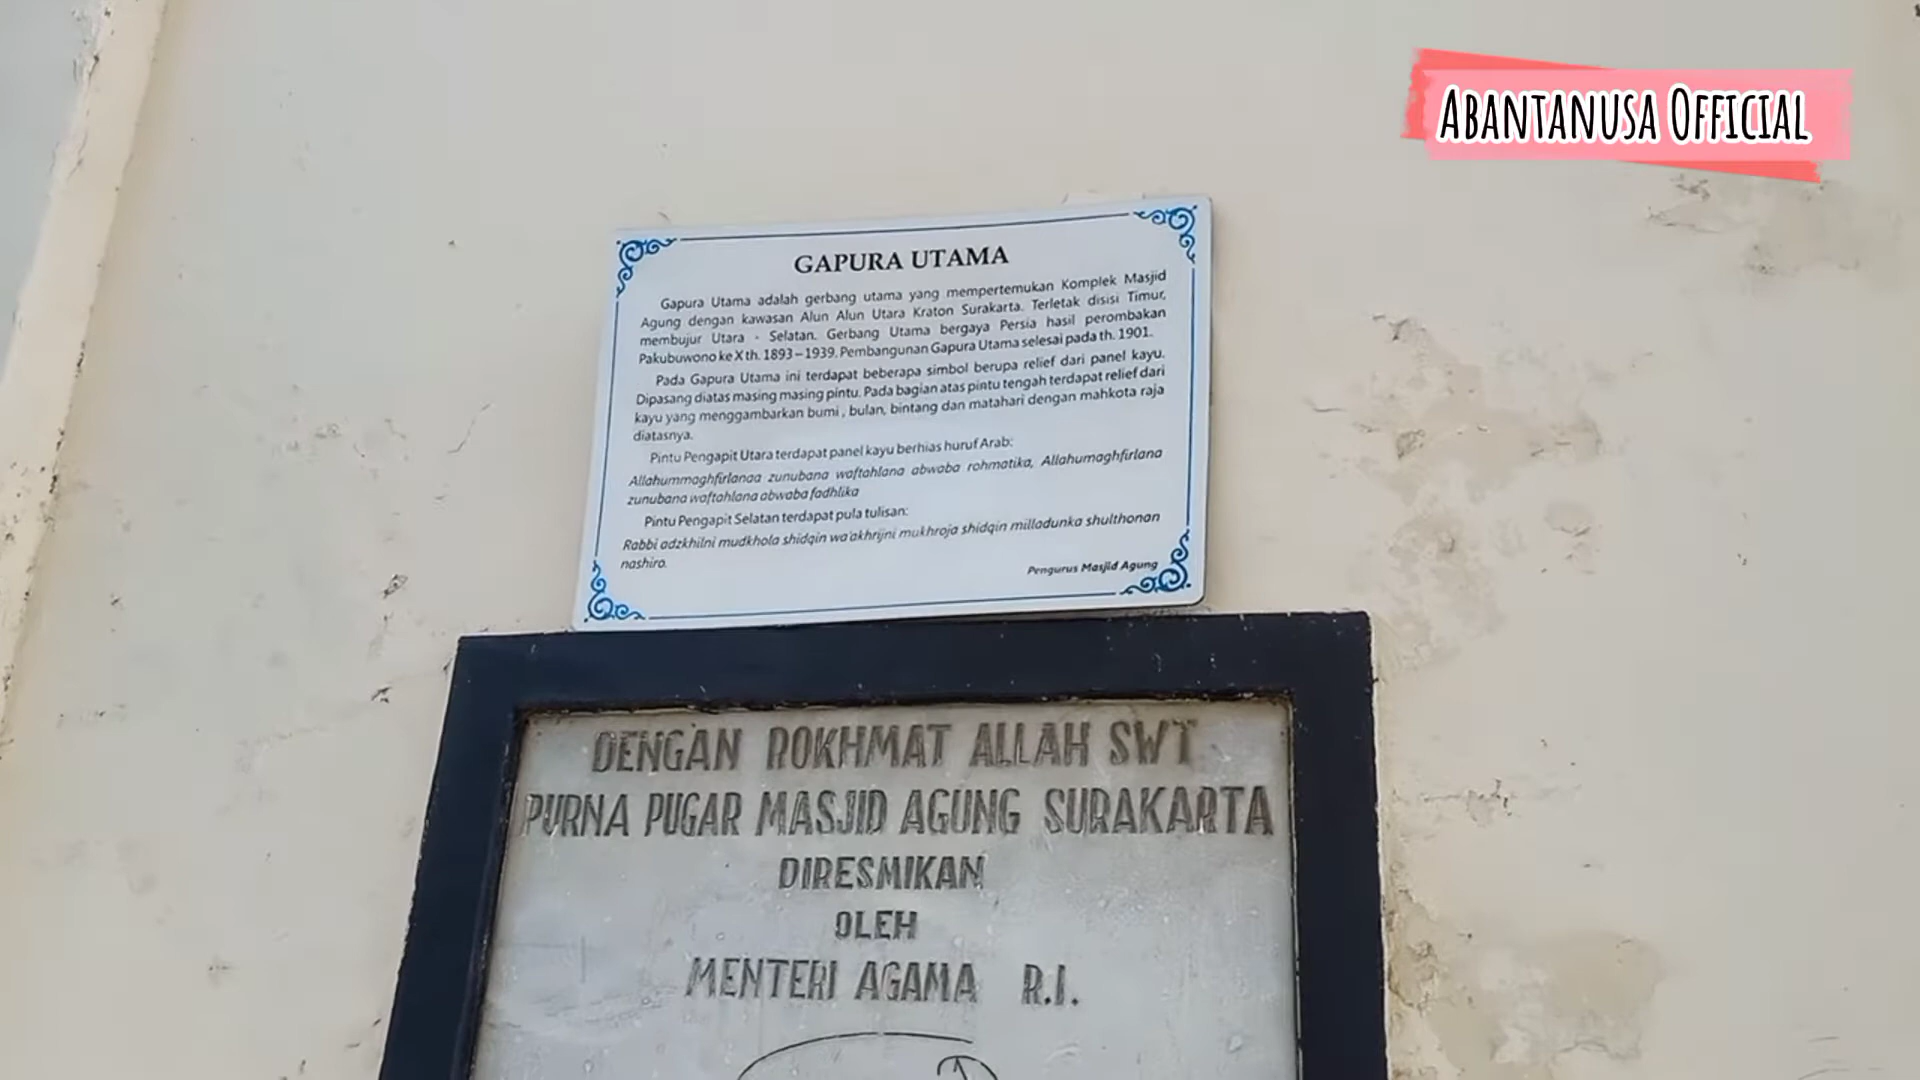 Abantanusa Official
GAPURA UTAMA
Gapura Utama adalah gerbang utama yang mempertemukan Komplek Masjid
Agung dengan kawasan Alun Alun Utara Kraton Surakarta. Terletak disisi Timur,
membujur Utara - Selatan. Gerbang Utama bergaya Persia hasil perombakan
Pakubuwono ke X th. 1893 – 1939. Pembangunan Gapura Utama selesai pada th. 1901.
Pada Gapura Utama ini terdapat beberapa simbol berupa relief dari panel kayu.
Dipasang diatas masing masing pintu. Pada bagian atas pintu tengah terdapat relief dari
kayu yang menggambarkan bumi , bulan, bintang dan matahari dengan mahkota raja
diatasnya.
Pintu Pengapit Utara terdapat panel kayu berhias huruf Arab:
Allahummaghfirlanaa zunubana waftahlana abwaba rohmatika, Allahumaghfirlana
zunubana waftahlana abwaba fadhlika
Pintu Pengapit Selatan terdapat pula tulisan:
Rabbi adzkhilni mudkhola shidqin wa'akhrijni mukhroja shidqin milladunka shulthonan
nashiro.
Pengurus Masjid Agung
DENGAN ROKHMAT ALLAH SWT
PURNA PUGAR MASJID AGUNG SURAKARTA
DIRESMIKAN
OLEH
MENTERI AGAMA R.I.